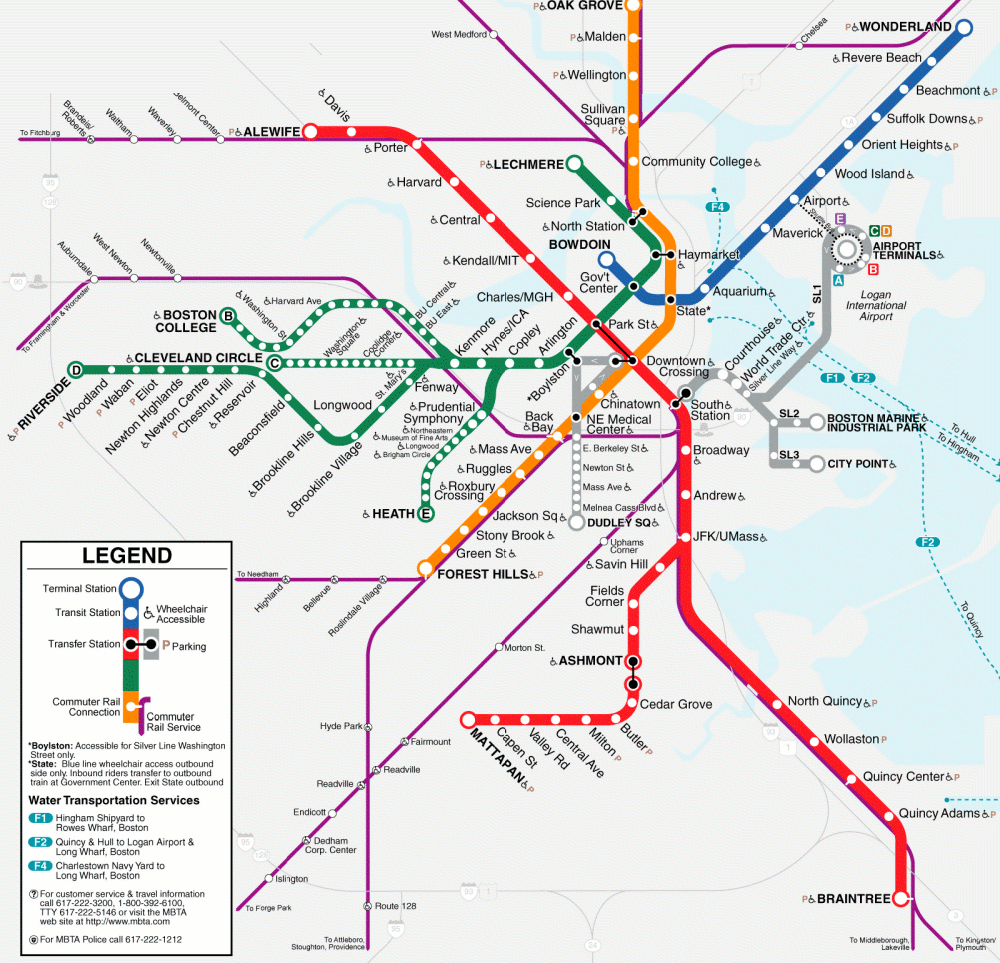 OAK GROVE
Malden
Wellington
Sullivan
Square
Community College
West Medford
Chelsea
WONDERLAND
Revere Beach
Beachmont
Suffolk Downs
Orient Heights
Wood Island
Airport
Maverick
Aquarium
State*
Gov't
Center
BOWDOIN
To Fitchburg
Brandeis/
Roberts
Waltham
Waverley
Belmont Center
P ALEWIFE
Davis
Porter
Harvard
Central
Kendall/MIT
Charles/MGH
Park St
Downtown
Crossing
South
Station
Broadway
Andrew
JFK/UMass
P LECHMERE
Science Park
North Station
Haymarket
F4
E
C D
B
A
AIRPORT
TERMINALS
Logan
International
Airport
Shuttle Bus
SL1
Courthouse
World Trade Ctr.
Silver Line Way
SL2
BOSTON MARINE
INDUSTRIAL PARK
SL3
CITY POINT
F1
F2
To Hull
To Hingham
F2
To Quincy
Auburndale
West Newton
Newtonville
To Framingham & Worcester
90
95
128
1
1A
90
BOSTON
COLLEGE
B
Washington St
Harvard Ave
BU Central
BU East
CLEVELAND CIRCLE
C
Washington
Square
Coolidge
Corner
St. Mary's
Kenmore
Hynes/ICA
Copley
Arlington
*Boylston
P RIVERSIDE
D
P Woodland
P Waban
P Eliot
Newton Highlands
Newton Centre
P Chestnut Hill
Reservoir
Beaconsfield
Brookline Hills
Brookline Village
Longwood
Fenway
Prudential
Symphony
Northeastern
Museum of Fine Arts
Longwood
Brigham Circle
HEATH
E
Chinatown
Back
Bay
NE Medical
Center
Mass Ave
Ruggles
Roxbury
Crossing
Jackson Sq
Stony Brook
Green St
FOREST HILLS P
E. Berkeley St
Newton St
Mass Ave
Melnea Cass Blvd
DUDLEY SQ
Uphams
Corner
Savin Hill
Fields
Corner
Shawmut
ASHMONT
Cedar Grove
Butler P
Milton P
Central Ave
Valley Rd
Capen St
MATTAPAN P
Morton St.
North Quincy P
Wollaston P
Quincy Center P
Quincy Adams P
P BRAINTREE
To Needham
Highland
Bellevue
Roslindale Village
Hyde Park
Fairmount
Readville
Readville
Endicott
Dedham
Corp. Center
Islington
To Forge Park
Route 128
To Attleboro,
Stoughton, Providence
To Middleborough,
Lakeville
To Kingston/
Plymouth
93
1
95
128
93
1
95
24
3
LEGEND
Terminal Station
Transit Station
Wheelchair
Accessible
Transfer Station
P Parking
Commuter Rail
Connection
Commuter
Rail Service
*Boylston: Accessible for Silver Line Washington
Street only.
*State: Blue line wheelchair access outbound
side only. Inbound riders transfer to outbound
train at Government Center. Exit State outbound
Water Transportation Services
F1 Hingham Shipyard to
Rowes Wharf, Boston
F2 Quincy & Hull to Logan Airport &
Long Wharf, Boston
F4 Charlestown Navy Yard to
Long Wharf, Boston
? For customer service & travel information
call 617-222-3200, 1-800-392-6100,
TTY 617-222-5146 or visit the MBTA
web site at http://www.mbta.com
For MBTA Police call 617-222-1212